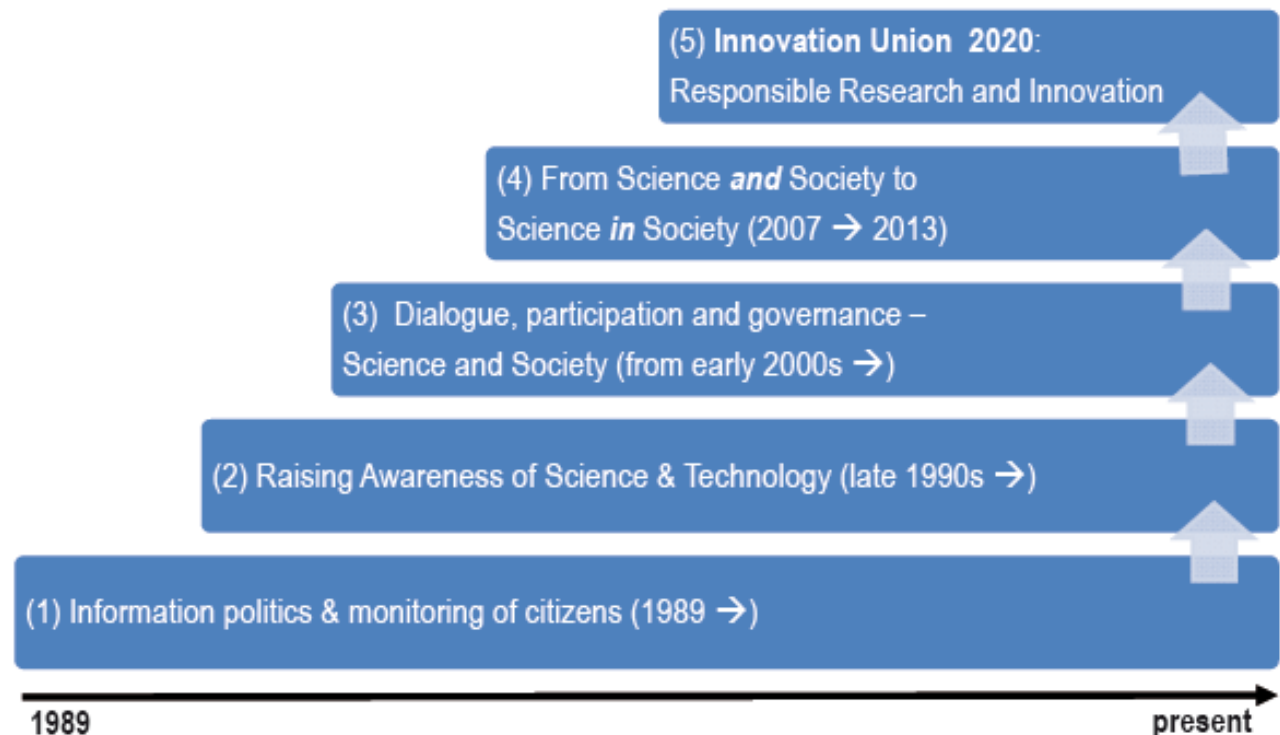 (5) Innovation Union 2020:
Responsible Research and Innovation
(4) From Science and Society to
Science in Society (2007 → 2013)
(3) Dialogue, participation and governance –
Science and Society (from early 2000s →)
(2) Raising Awareness of Science & Technology (late 1990s →)
(1) Information politics & monitoring of citizens (1989 →)
1989 present